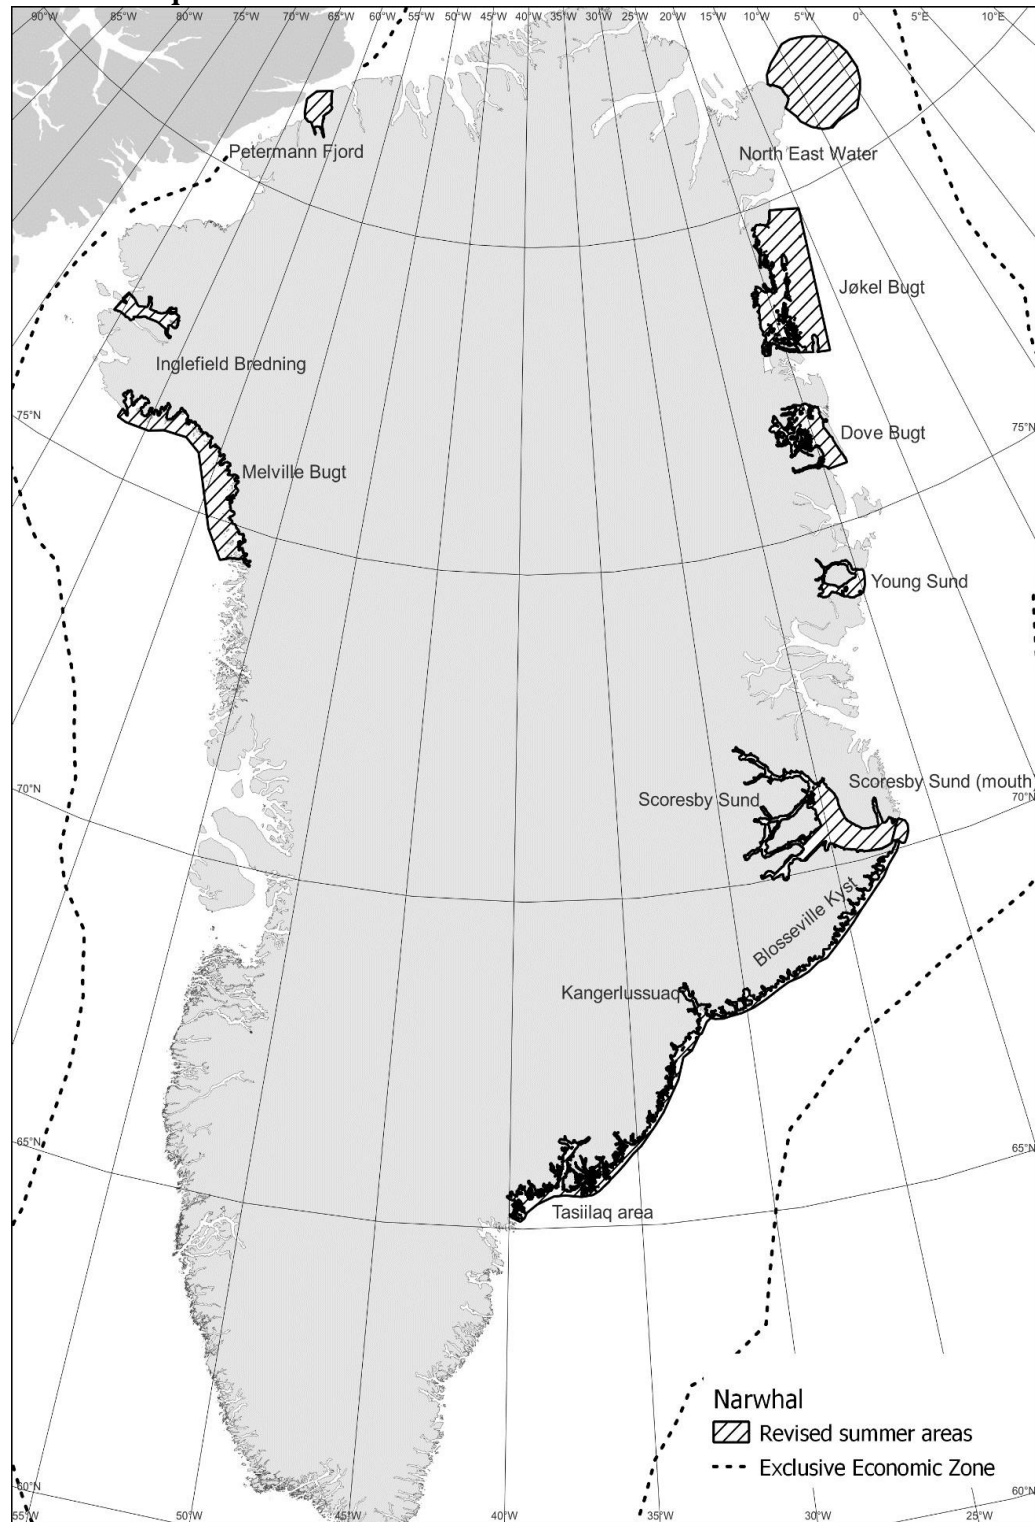 90°W 85°W 80°W 75°W 70°W 65°W 60°W 55°W 50°W 45°W 40°W 35°W 30°W 25°W 20°W 15°W 10°W 5°W 0° 5°E 10°E
Petermann Fjord
North East Water
Jøkel Bugt
Inglefield Bredning
75°N
75°N
Dove Bugt
Melville Bugt
Young Sund
70°N
Scoresby Sund (mouth)
70°N
Scoresby Sund
Blosseville Kyst
Kangerlussuaq
65°N
65°N
Tasiilaq area
Narwhal
Revised summer areas
Exclusive Economic Zone
60°N
60°N
55°W 50°W 45°W 40°W 35°W 30°W 25°W